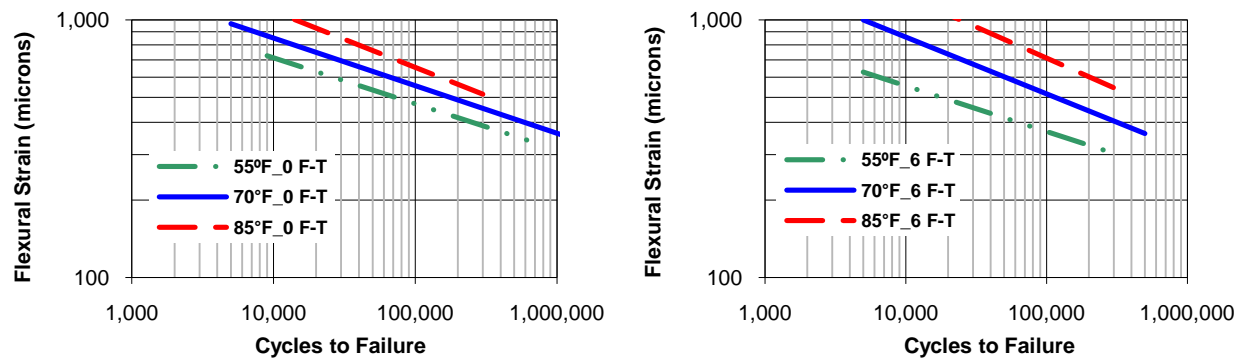 1,000
100
Flexural Strain (microns)
55ºF_0 F-T
70°F_0 F-T
85°F_0 F-T
1,000
10,000
100,000
1,000,000
Cycles to Failure
1,000
100
Flexural Strain (microns)
55ºF_6 F-T
70°F_6 F-T
85°F_6 F-T
1,000
10,000
100,000
1,000,000
Cycles to Failure